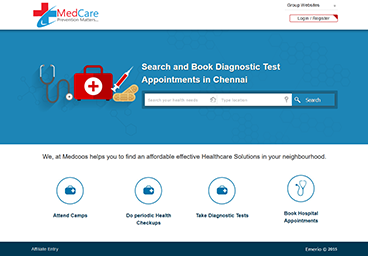 Group Websites
MedCare
Prevention Matters...
Login / Register
Search and Book Diagnostic Test
Appointments in Chennai
Search your health needs
Type location
Search
We, at Medcoos helps you to find an affordable effective Healthcare Solutions in your neighbourhood.
Attend Camps
Do periodic Health
Checkups
Take Diagnostic Tests
Book Hospital
Appointments
Affiliate Entry
Emerio © 2015